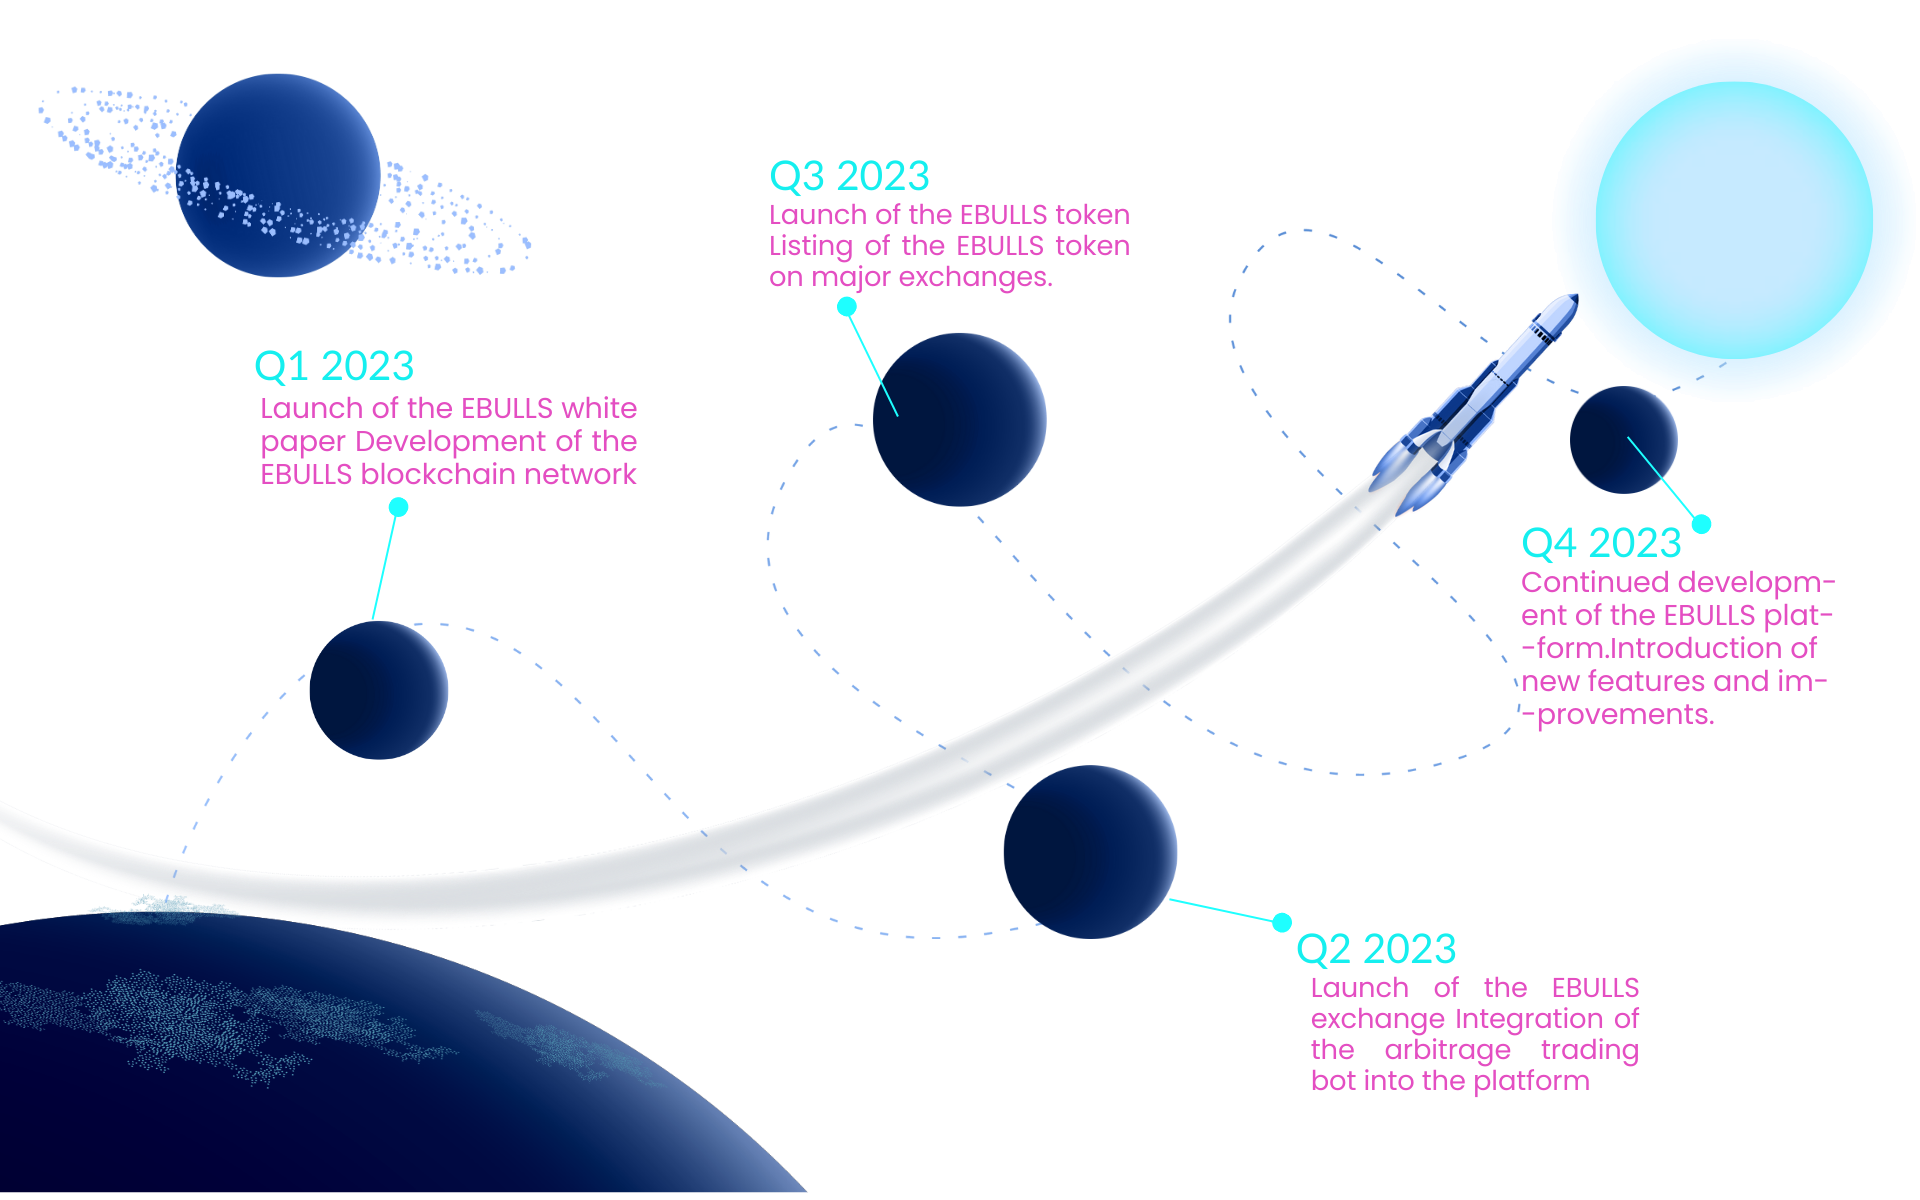 Q1 2023
Launch of the EBULLS white
paper Development of the
EBULLS blockchain network
Q2 2023
Launch of the EBULLS
exchange Integration of
the arbitrage trading
bot into the platform
Q3 2023
Launch of the EBULLS token
Listing of the EBULLS token
on major exchanges.
Q4 2023
Continued developm-
ent of the EBULLS plat-
-form.Introduction of
new features and im-
-provements.